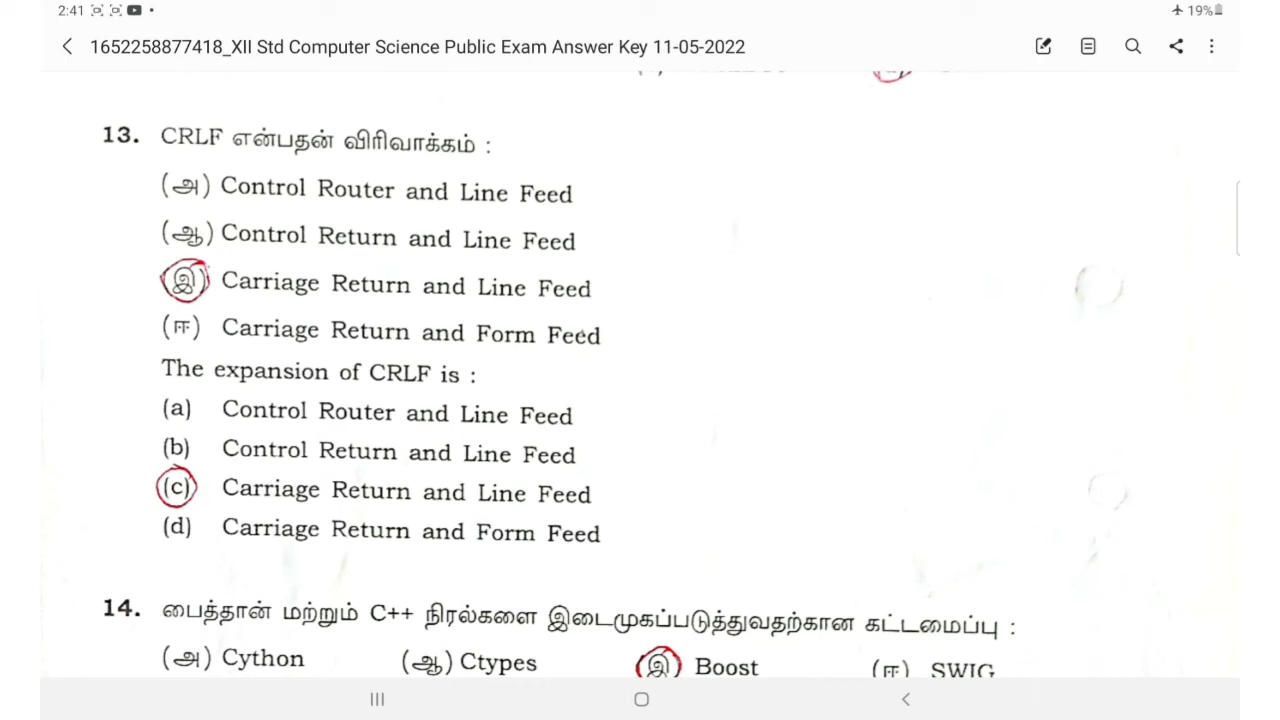 2:41
19%
1652258877418_XII Std Computer Science Public Exam Answer Key 11-05-2022
13. CRLF என்பதன் விரிவாக்கம் :
(அ) Control Router and Line Feed
(ஆ) Control Return and Line Feed
(இ) Carriage Return and Line Feed
(ஈ) Carriage Return and Form Feed
The expansion of CRLF is :
(a) Control Router and Line Feed
(b) Control Return and Line Feed
(c) Carriage Return and Line Feed
(d) Carriage Return and Form Feed
14. பைத்தான் மற்றும் C++ நிரல்களை இடைமுகப்படுத்துவதற்கான கட்டமைப்பு :
(அ) Cython (ஆ) Ctypes (இ) Boost (ஈ) SWIG